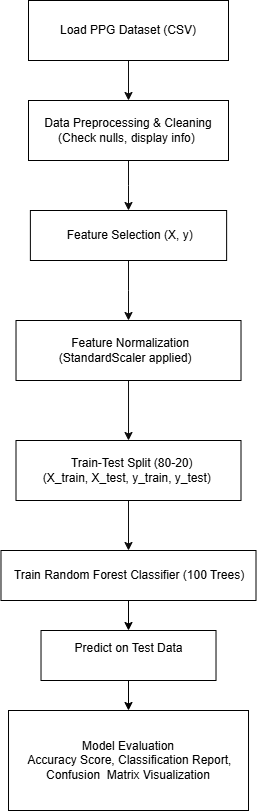 Load PPG Dataset (CSV)
Data Preprocessing & Cleaning
(Check nulls, display info)
Feature Selection (X, y)
Feature Normalization
(StandardScaler applied)
Train-Test Split (80-20)
(X_train, X_test, y_train, y_test)
Train Random Forest Classifier (100 Trees)
Predict on Test Data
Model Evaluation
Accuracy Score, Classification Report,
Confusion  Matrix Visualization